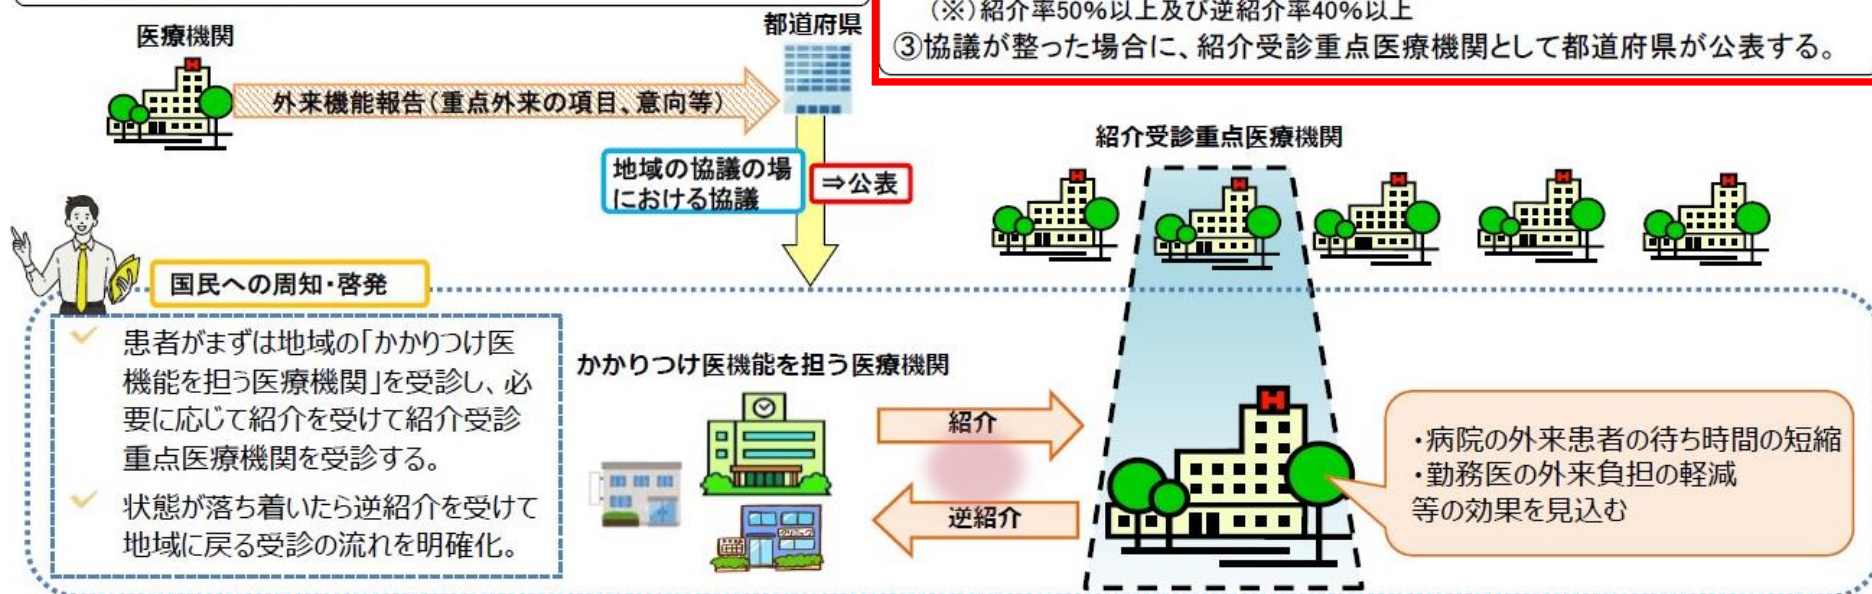 （※）紹介率50％以上及び逆紹介率40％以上
③協議が整った場合に、紹介受診重点医療機関として都道府県が公表する。
医療機関
都道府県
外来機能報告（重点外来の項目、意向等）
地域の協議の場
における協議
⇒公表
紹介受診重点医療機関
H
H
H
H
H
H
国民への周知・啓発
患者がまずは地域の「かかりつけ医
機能を担う医療機関」を受診し、必
要に応じて紹介を受けて紹介受診
重点医療機関を受診する。
状態が落ち着いたら逆紹介を受けて
地域に戻る受診の流れを明確化。
かかりつけ医機能を担う医療機関
紹介
逆紹介
H
・病院の外来患者の待ち時間の短縮
・勤務医の外来負担の軽減
等の効果を見込む